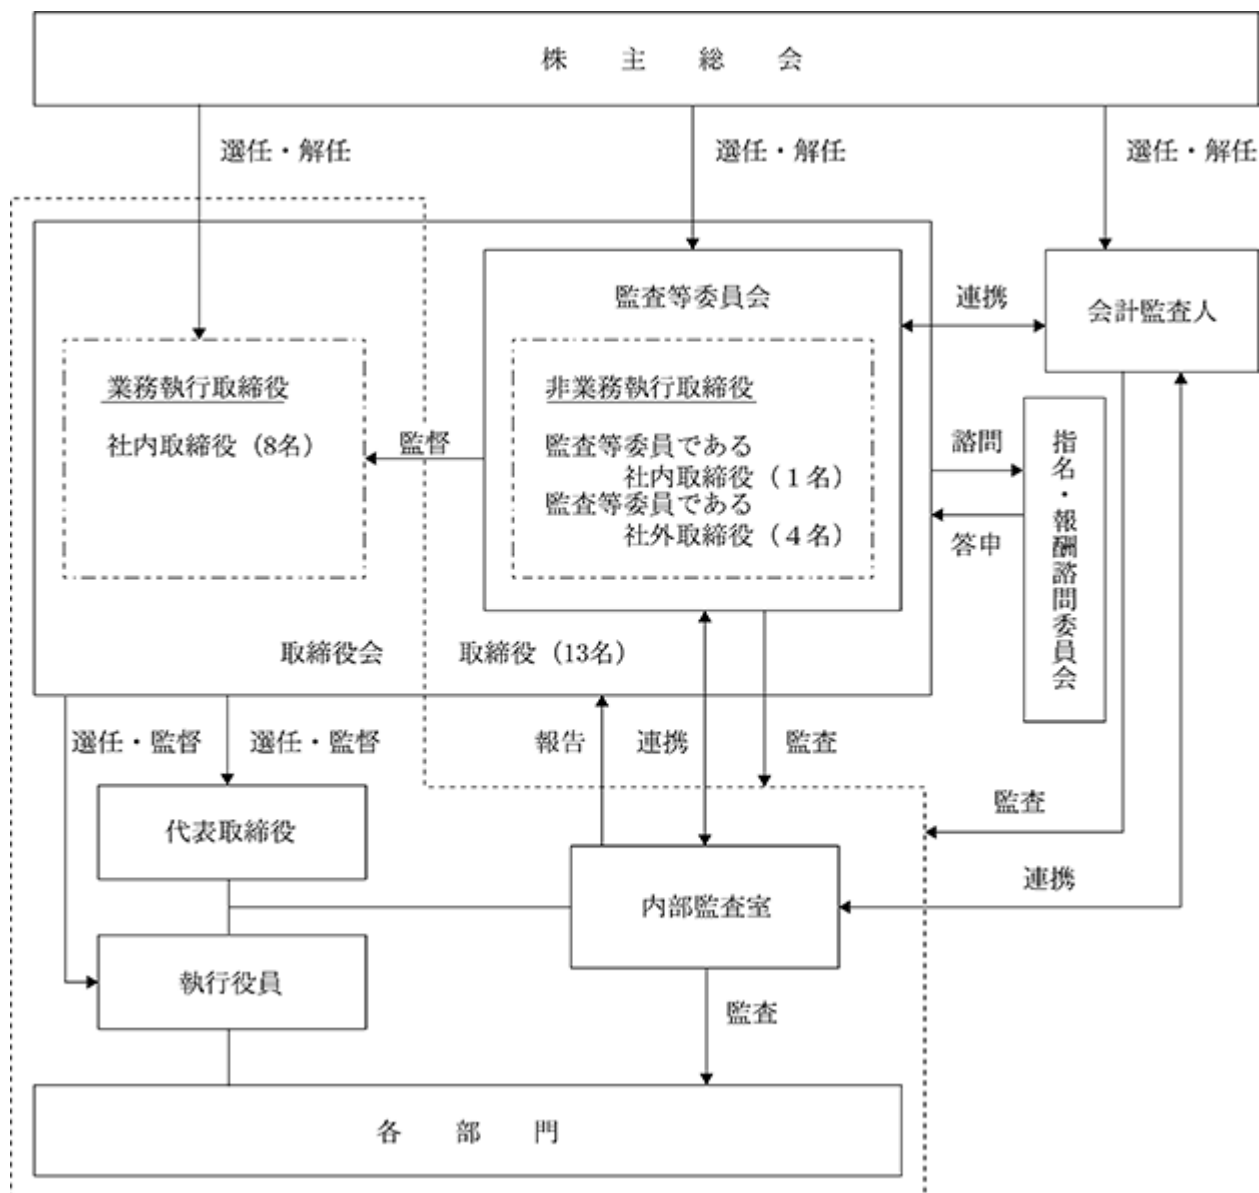 株主総会
選任・解任
選任・解任
選任・解任
監査等委員会
連携
会計監査人
業務執行取締役
社内取締役（8名）
監督
非業務執行取締役
監査等委員である
社内取締役（１名）
監査等委員である
社外取締役（４名）
諮問
答申
指名・報酬諮問委員会
取締役会
取締役（13名）
選任・監督
選任・監督
報告
連携
監査
代表取締役
監査
内部監査室
連携
執行役員
監査
各部門